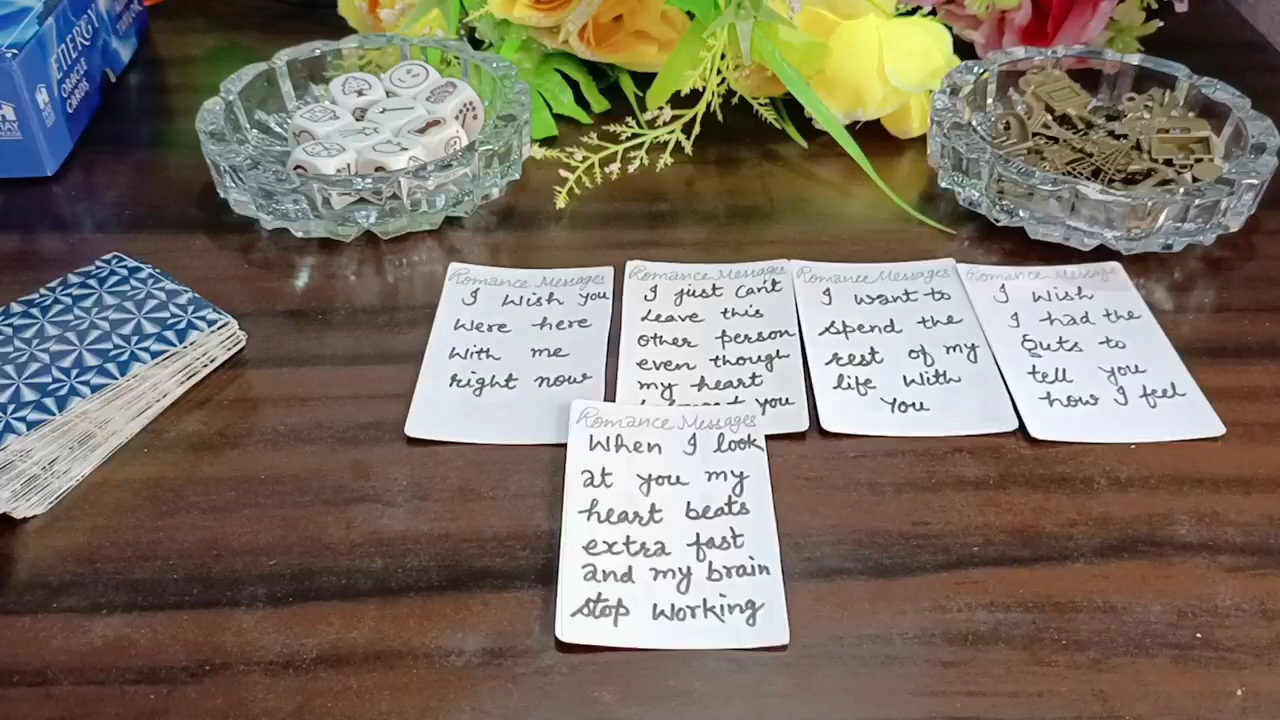 ENERGY
ORACLE
CARDS
HAY
HOUSE
Romance Messages
I wish you
were here
with me
right now
Romance Messages
I just can't
leave this
other person
even though
my heart
you
Romance Messages
I want to
spend the
rest of my
life with
you
Romance Messages
I wish
I had the
guts to
tell you
how I feel
Romance Messages
When I look
at you my
heart beats
extra fast
and my brain
stop working